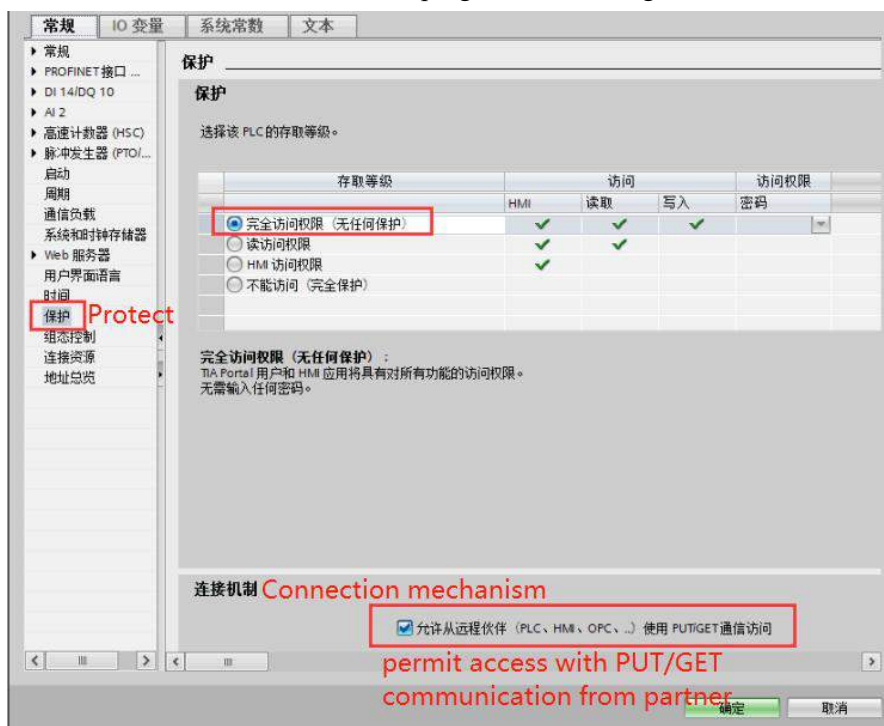 常规 IO 变量 系统常数 文本
常规
PROFINET接口 ...
DI 14/DQ 10
AI 2
高速计数器 (HSC)
脉冲发生器 (PTO/...
启动
周期
通信负载
系统和时钟存储器
Web 服务器
用户界面语言
时间
保护 Protect
组态控制
连接资源
地址总览
保护
保护
选择该 PLC的存取等级。
存取等级 访问 访问权限
HMI 读取 写入 密码
完全访问权限（无任何保护）
读访问权限
HMI 访问权限
不能访问（完全保护）
完全访问权限（无任何保护）：
TIA Portal 用户和 HMI 应用将具有对所有功能的访问权限。
无需输入任何密码。
连接机制 Connection mechanism
允许从远程伙伴（PLC、HMI、OPC、...）使用 PUT/GET通信访问
permit access with PUT/GET
communication from partner
确定 取消